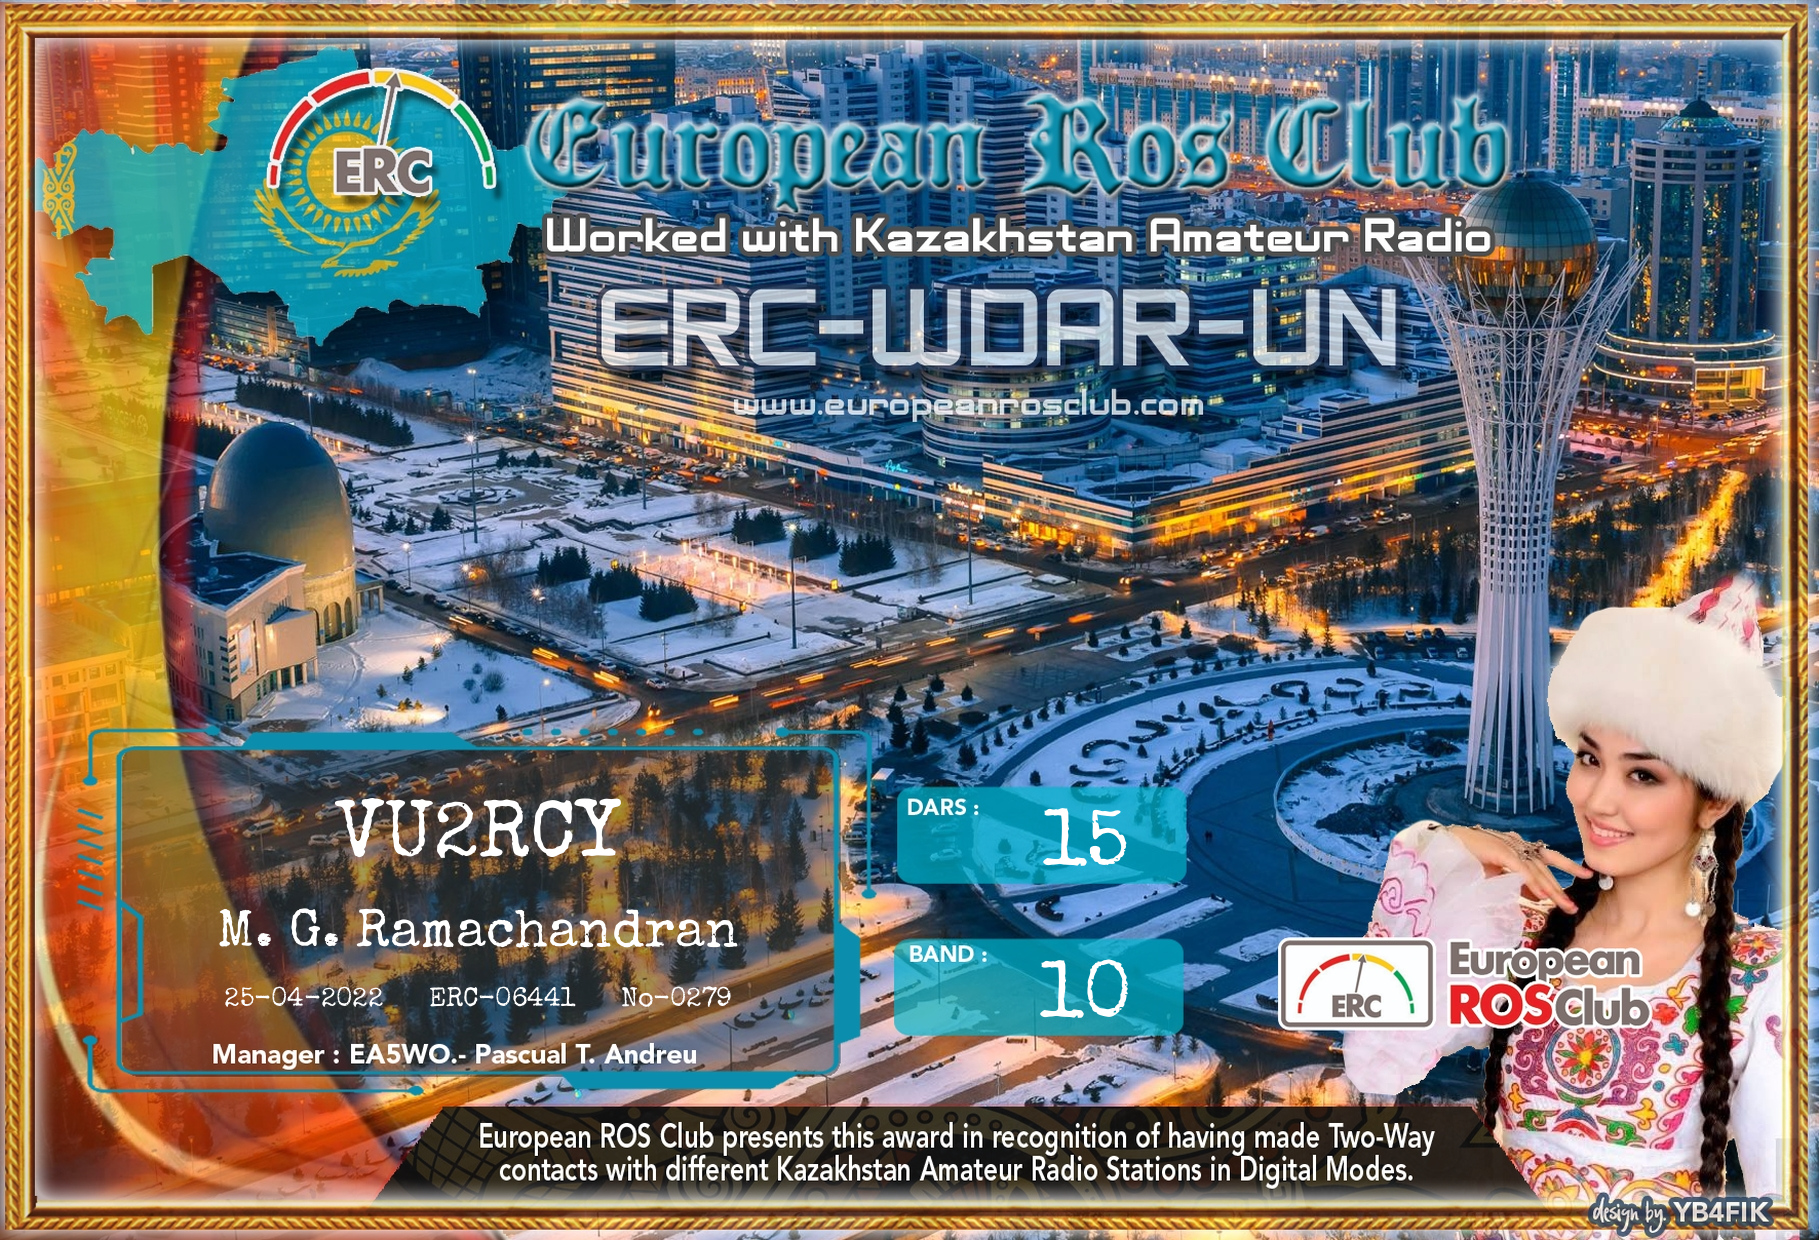 ERC
European Ros Club
Worked with Kazakhstan Amateur Radio
ERC-WDAR-UN
www.europeanrosclub.com
VU2RCY
M. G. Ramachandran
25-04-2022 ERC-06441 No-0279
Manager : EA5WO.- Pascual T. Andreu
DARS :
15
BAND :
10
ERC
European
ROSClub
European ROS Club presents this award in recognition of having made Two-Way
contacts with different Kazakhstan Amateur Radio Stations in Digital Modes.
design by. YB4FIK